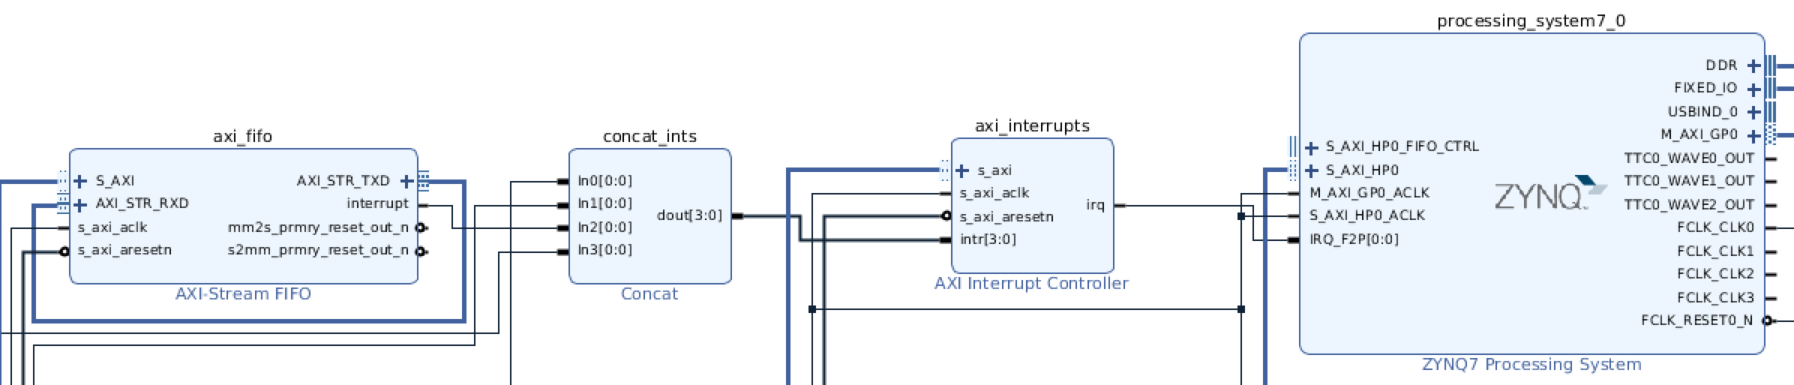 axi_fifo
S_AXI
AXI_STR_RXD
s_axi_aclk
s_axi_aresetn
AXI_STR_TXD
interrupt
mm2s_prmry_reset_out_n
s2mm_prmry_reset_out_n
AXI-Stream FIFO
concat_ints
In0[0:0]
In1[0:0]
In2[0:0]
In3[0:0]
dout[3:0]
Concat
axi_interrupts
s_axi
s_axi_aclk
s_axi_aresetn
intr[3:0]
irq
AXI Interrupt Controller
processing_system7_0
S_AXI_HP0_FIFO_CTRL
S_AXI_HP0
M_AXI_GP0_ACLK
S_AXI_HP0_ACLK
IRQ_F2P[0:0]
ZYNQ
DDR
FIXED_IO
USBIND_0
M_AXI_GP0
TTC0_WAVE0_OUT
TTC0_WAVE1_OUT
TTC0_WAVE2_OUT
FCLK_CLK0
FCLK_CLK1
FCLK_CLK2
FCLK_CLK3
FCLK_RESET0_N
ZYNQ7 Processing System